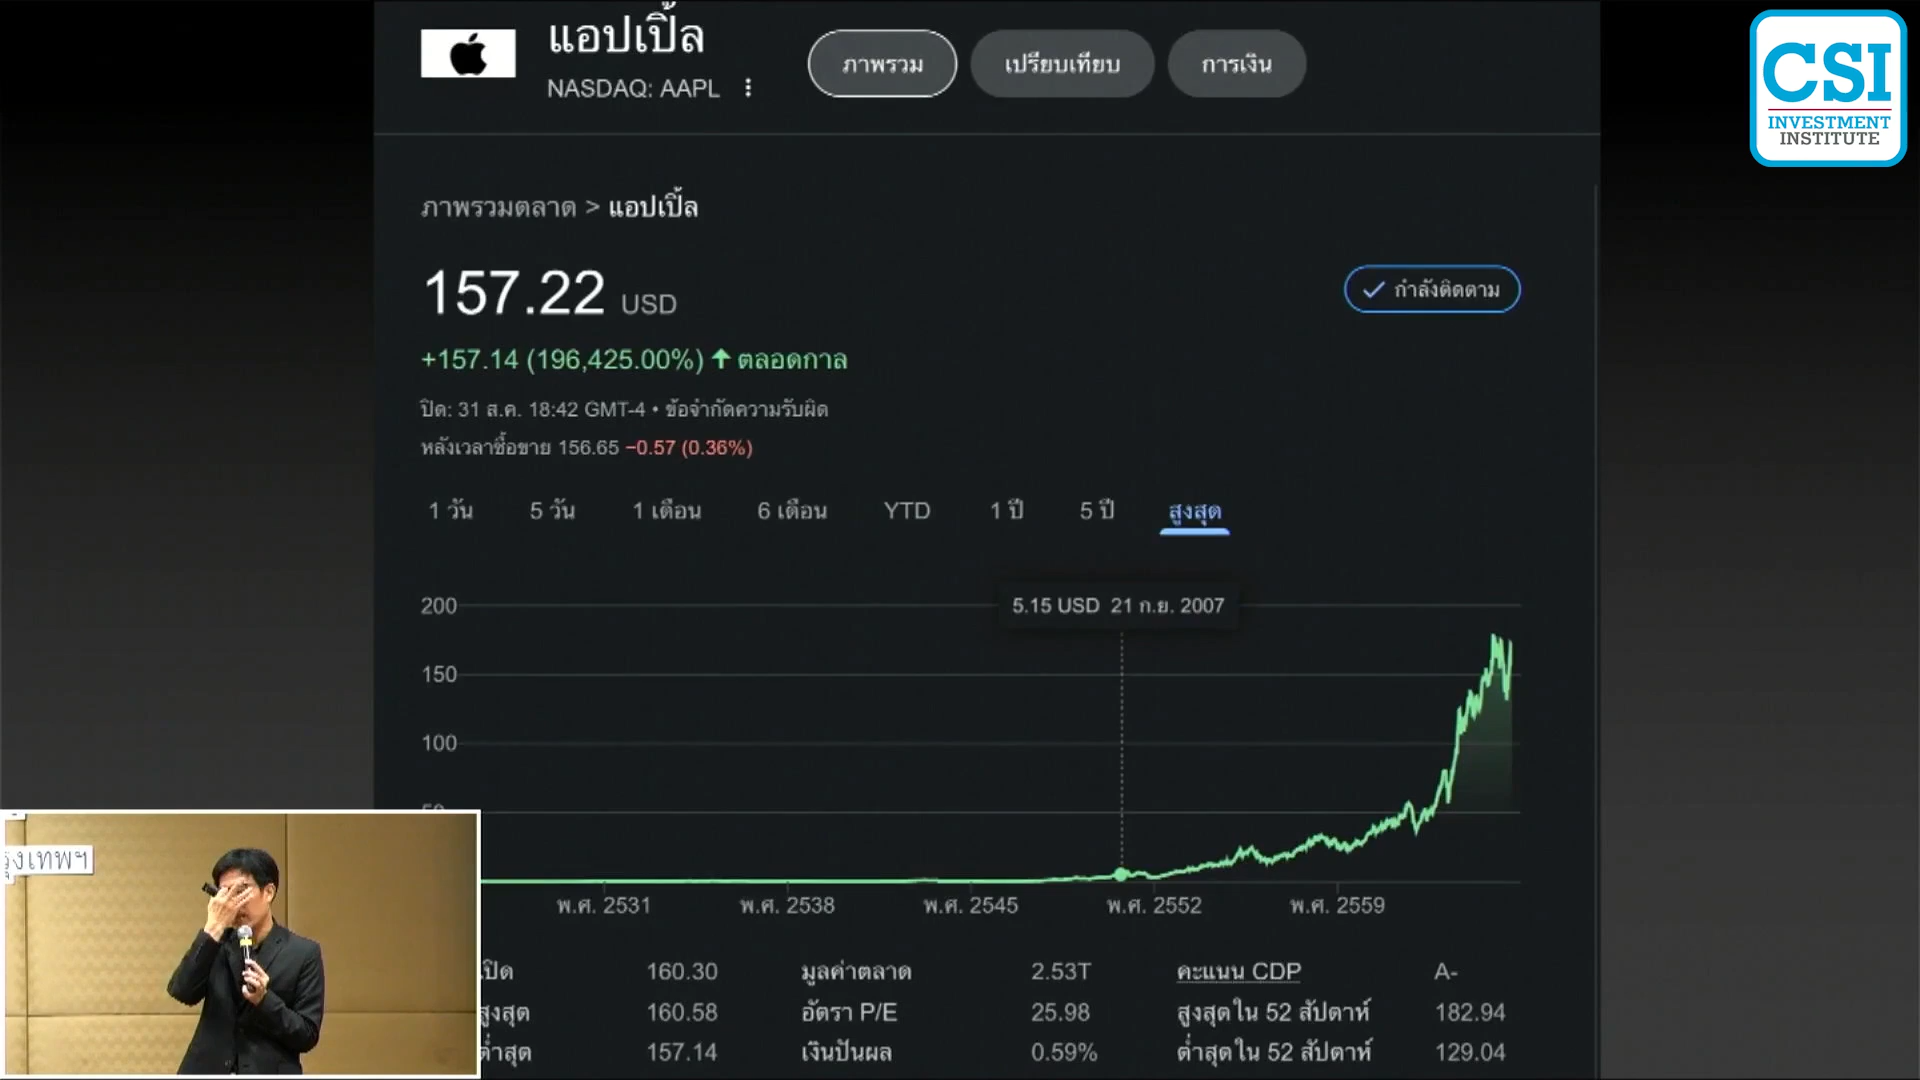 แอปเปิ้ล
NASDAQ: AAPL
ภาพรวม
เปรียบเทียบ
การเงิน
CSI
INVESTMENT
INSTITUTE
ภาพรวมตลาด > แอปเปิ้ล
157.22 USD
กำลังติดตาม
+157.14 (196,425.00%) ตลอดกาล
ปิด: 31 ส.ค. 18:42 GMT-4 • ข้อจำกัดความรับผิด
หลังเวลาซื้อขาย 156.65 −0.57 (0.36%)
1 วัน 5 วัน 1 เดือน 6 เดือน YTD 1 ปี 5 ปี สูงสุด
5.15 USD 21 ก.ย. 2007
200
150
100
พ.ศ. 2531 พ.ศ. 2538 พ.ศ. 2545 พ.ศ. 2552 พ.ศ. 2559
เปิด 160.30 มูลค่าตลาด 2.53T คะแนน CDP A-
สูงสุด 160.58 อัตรา P/E 25.98 สูงสุดใน 52 สัปดาห์ 182.94
ต่ำสุด 157.14 เงินปันผล 0.59% ต่ำสุดใน 52 สัปดาห์ 129.04